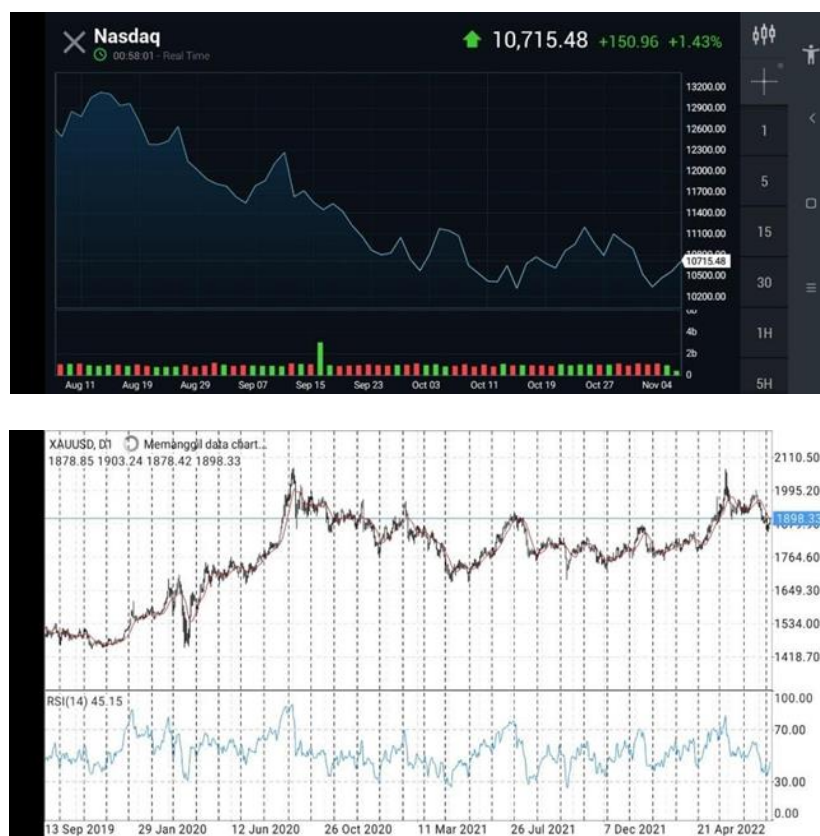 Nasdaq
00:58:01 - Real Time
10,715.48 +150.96 +1.43%
13200.00
12900.00
12600.00
12300.00
12000.00
11700.00
11400.00
11100.00
10715.48
10500.00
10200.00
4b
2b
0
Aug 11 Aug 19 Aug 29 Sep 07 Sep 15 Sep 23 Oct 03 Oct 11 Oct 19 Oct 27 Nov 04
1
5
15
30
1H
5H
XAUUSD, D1 Memanggil data chart...
1878.85 1903.24 1878.42 1898.33
2110.50
1995.20
1898.33
1764.60
1649.30
1534.00
1418.70
RSI(14) 45.15
100.00
70.00
30.00
0.00
13 Sep 2019 29 Jan 2020 12 Jun 2020 26 Oct 2020 11 Mar 2021 26 Jul 2021 7 Dec 2021 21 Apr 2022